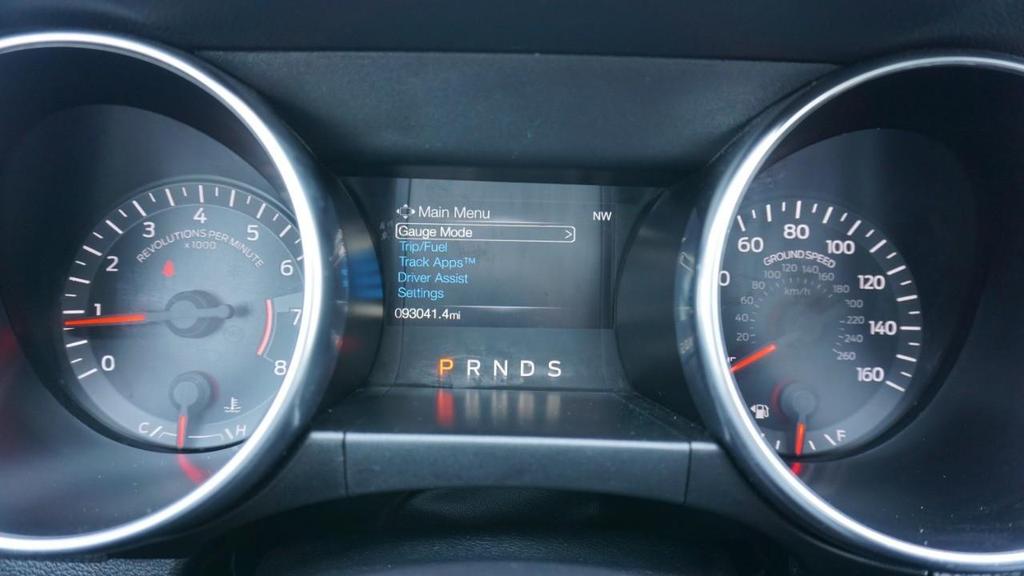 Main Menu
NW
Gauge Mode >
Trip/Fuel
Track Apps™
Driver Assist
Settings
093041.4mi
P R N D S
0
1
2
3
4
5
6
7
8
REVOLUTIONS PER MINUTE
x 1000
C
H
60
80
100
120
140
160
GROUNDSPEED
20
40
60
80
100
120
140
160
180
200
220
240
260
km/h
F